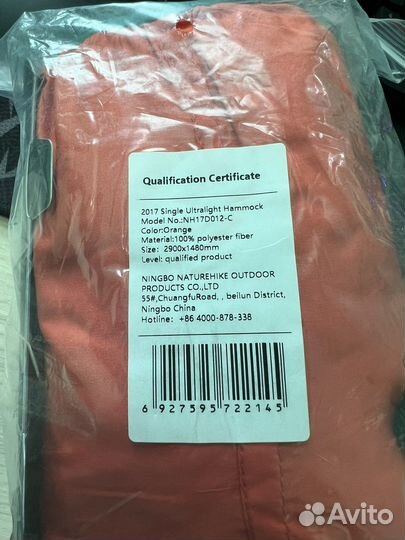 Qualification Certificate
2017 Single Ultralight Hammock
Model No.:NH17D012-C
Color:Orange
Material:100% polyester fiber
Size: 2900x1480mm
Level: qualified product
NINGBO NATUREHIKE OUTDOOR
PRODUCTS CO.,LTD
55#,ChuangfuRoad, , beilun District,
Ningbo China
Hotline: +86 4000-878-338
6 927595 722145
Avito